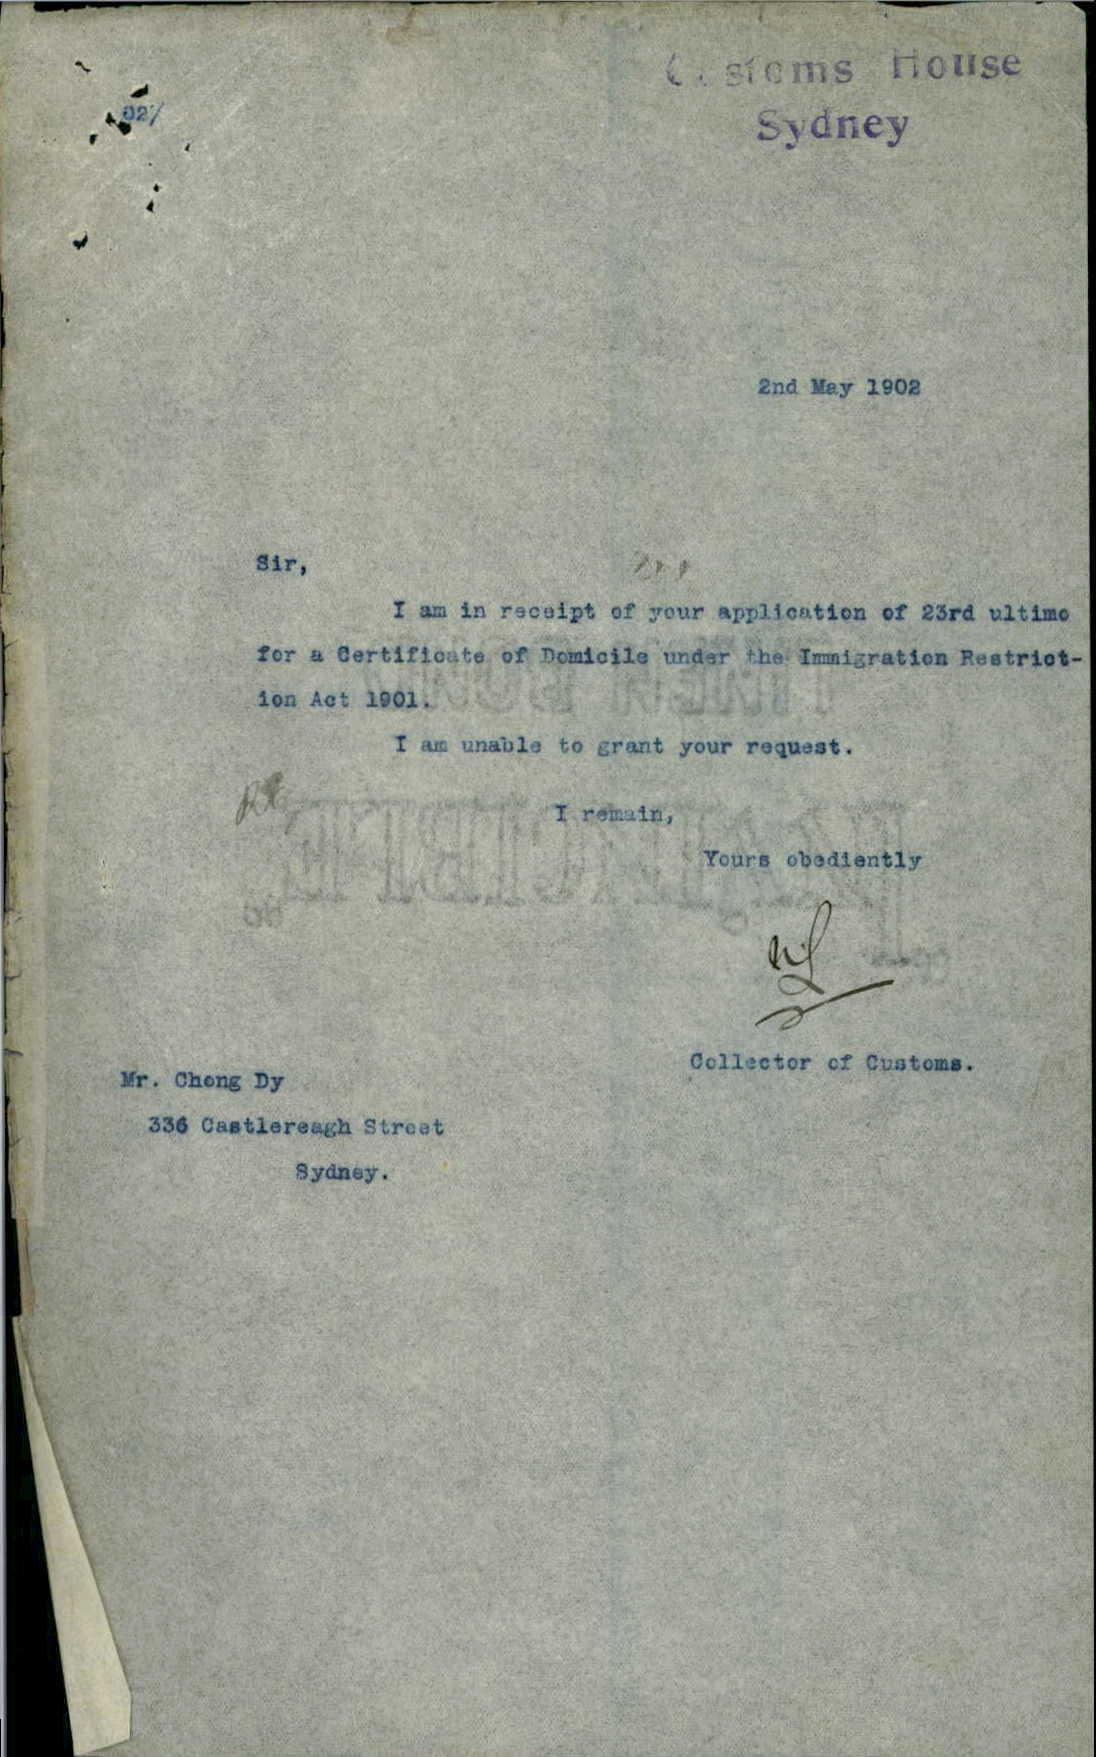 Customs House
Sydney
02/
2nd May 1902
Sir,
I am in receipt of your application of 23rd ultimo
for a Certificate of Domicile under the Immigration Restrict-
ion Act 1901.
I am unable to grant your request.
I remain,
Yours obediently
Collector of Customs.
Mr. Chong Dy
336 Castlereagh Street
Sydney.